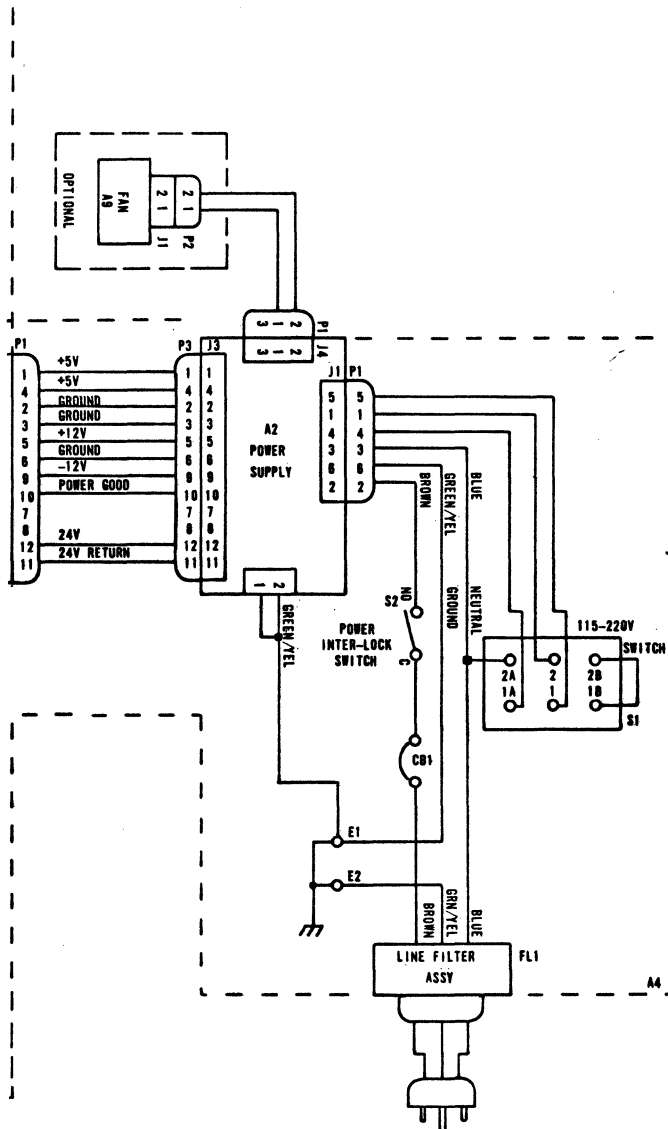 OPTIONAL
FAN
A9
2 1
2 1
J1
P2
3 1 2
3 1 2
P1
J4
P1
1
4
2
3
5
6
9
10
7
8
12
11
+5V
+5V
GROUND
GROUND
+12V
GROUND
-12V
POWER GOOD
24V
24V RETURN
P3
J3
1 1
4 4
2 2
3 3
5 5
6 6
9 9
10 10
7 7
8 8
12 12
11 11
A2
POWER
SUPPLY
J1
P1
5 5
1 1
4 4
3 3
6 6
2 2
BROWN
GREEN/YEL
BLUE
1 2
GREEN/YEL
S2
NO
C
POWER
INTER-LOCK
SWITCH
GROUND
NEUTRAL
115-220V
SWITCH
2A 2 2B
1A 1 1B
S1
CB1
E1
E2
BROWN
GRN/YEL
BLUE
LINE FILTER
ASSY
FL1
A4